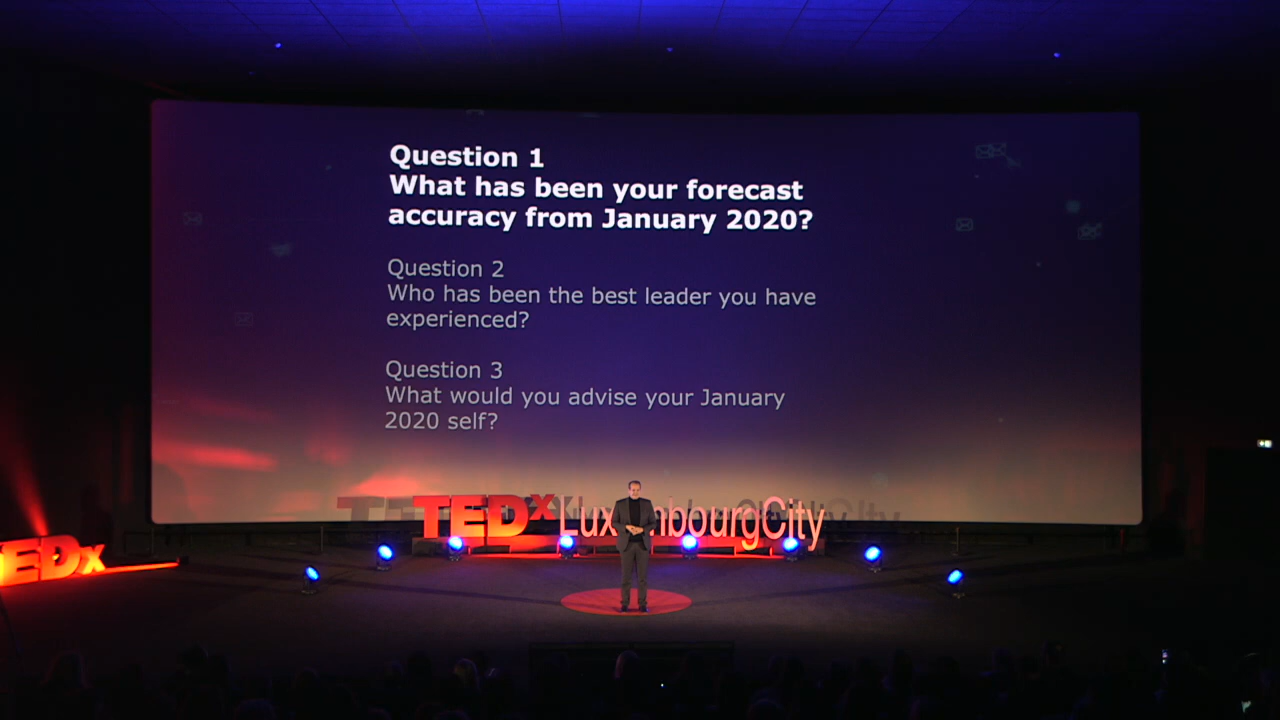 Question 1
What has been your forecast
accuracy from January 2020?
Question 2
Who has been the best leader you have
experienced?
Question 3
What would you advise your January
2020 self?
TEDx LuxembourgCity
TEDx